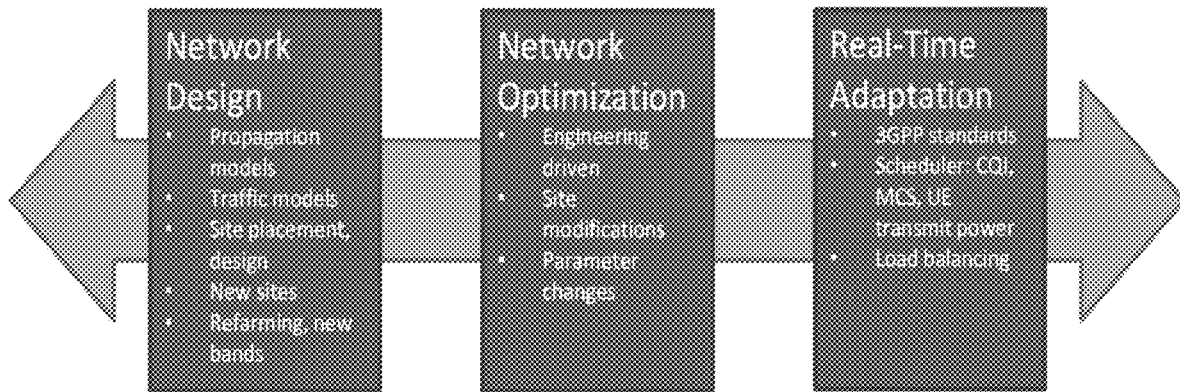 Network
Design
• Propagation
models
• Traffic models
• Site placement,
design
• New sites
• Refarming, new
bands
Network
Optimization
• Engineering
driven
• Site
modifications
• Parameter
changes
Real-Time
Adaptation
• 3GPP standards
• Scheduler: CQI,
MCS, UE
transmit power
• Load balancing